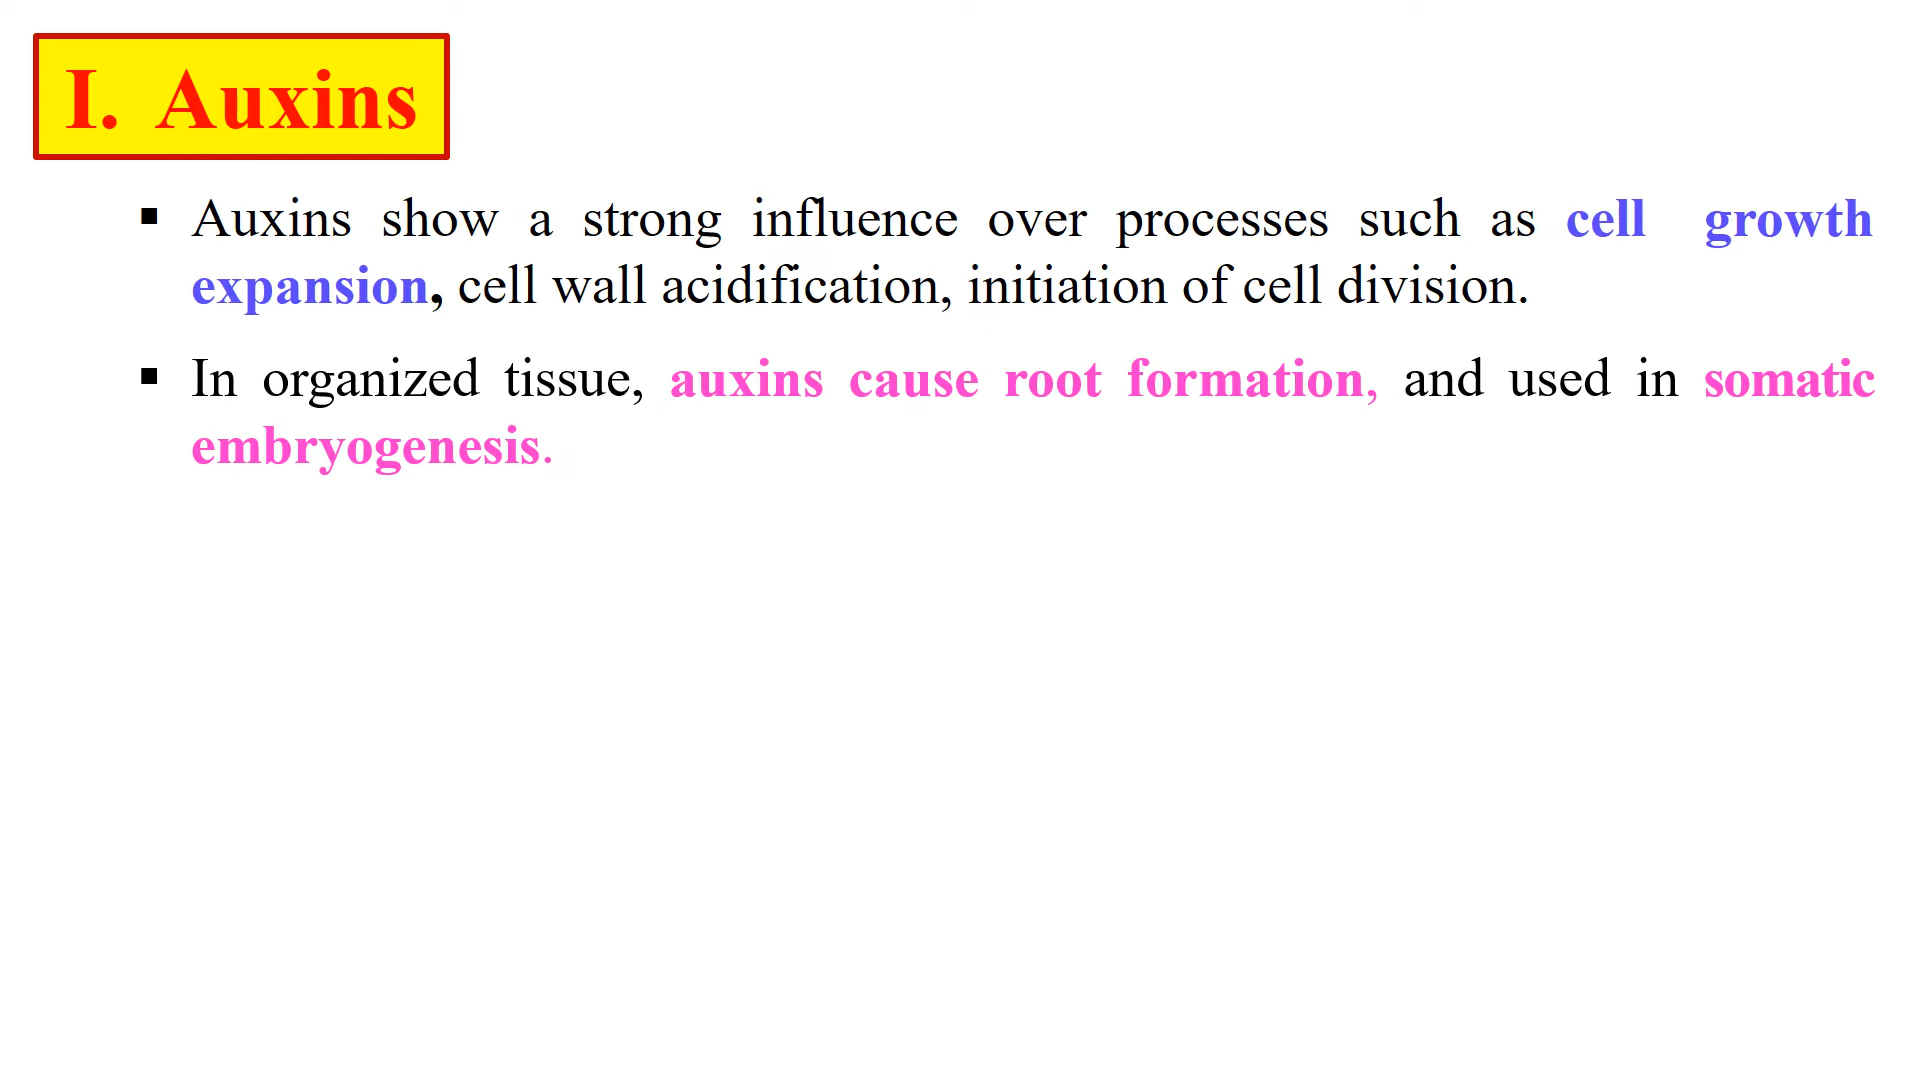 I. Auxins
▪ Auxins show a strong influence over processes such as cell growth
expansion, cell wall acidification, initiation of cell division.
▪ In organized tissue, auxins cause root formation, and used in somatic
embryogenesis.